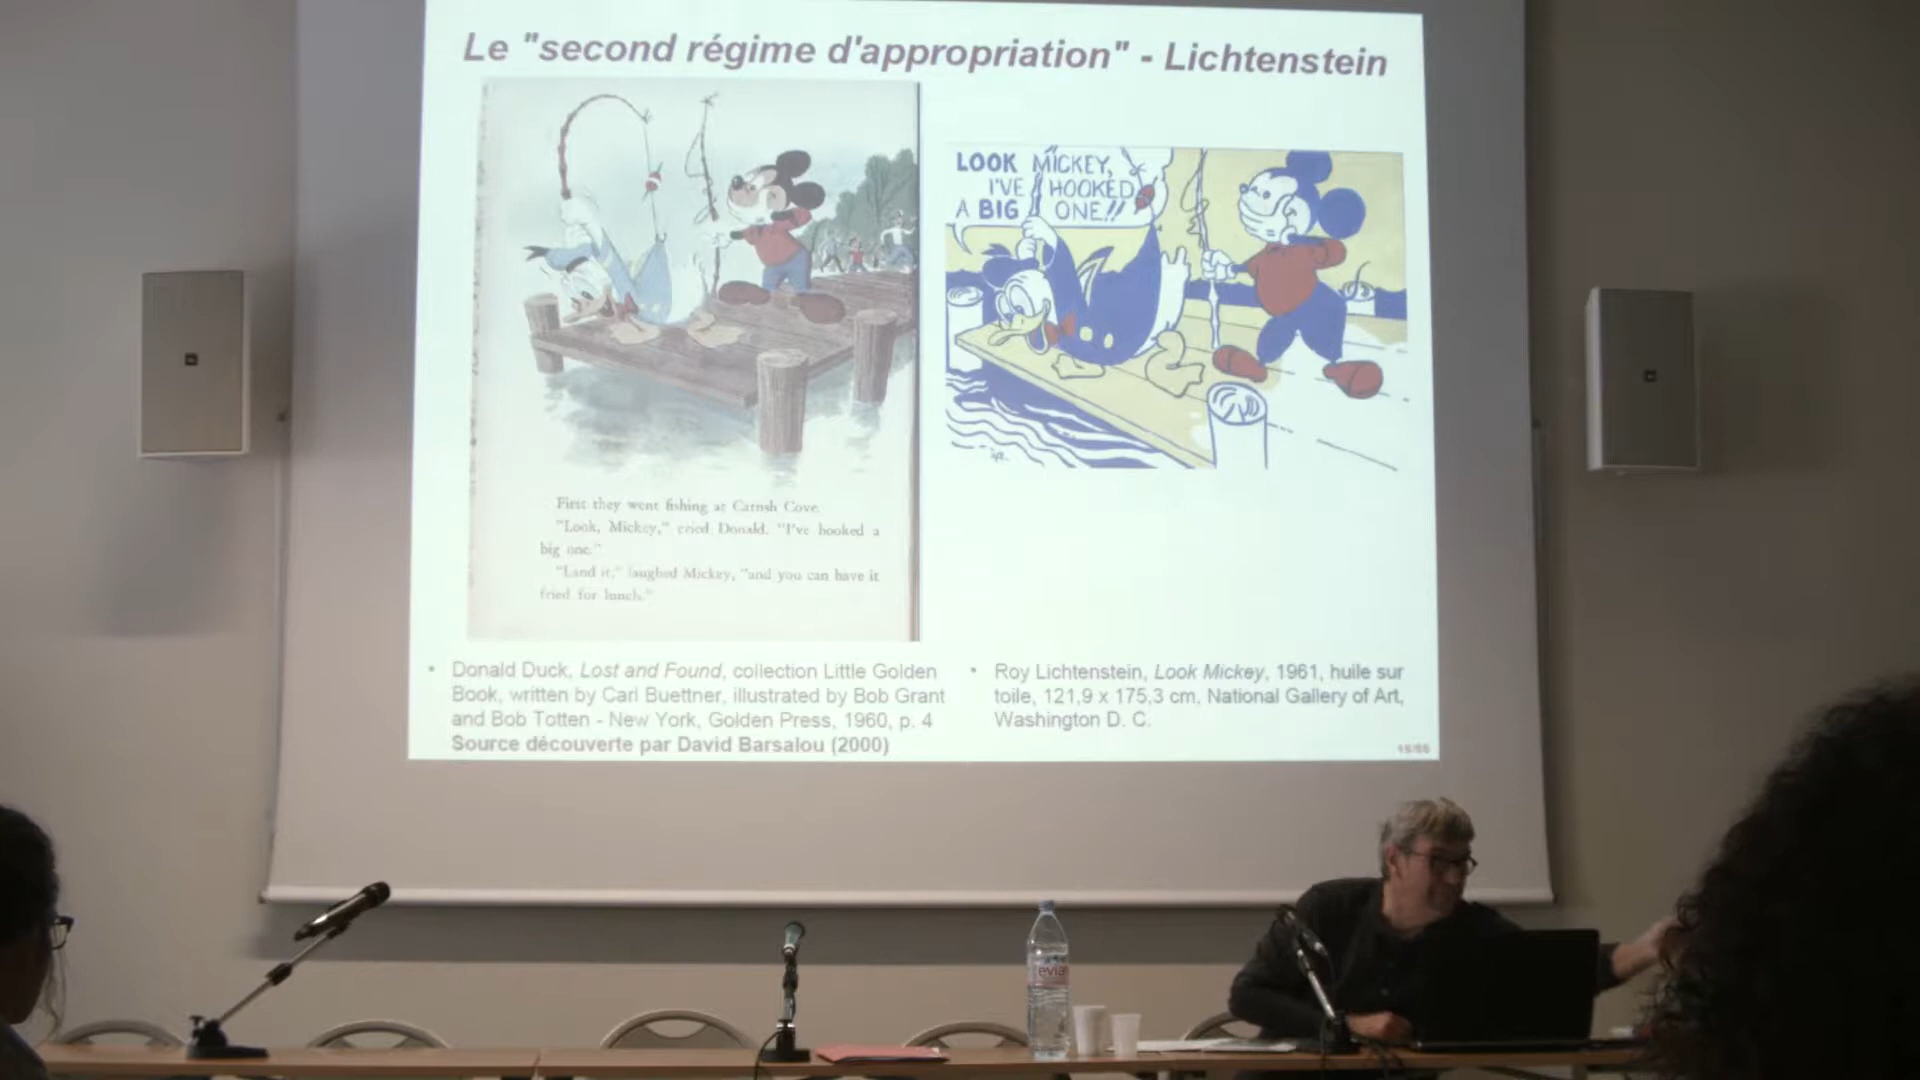 Le "second régime d'appropriation" - Lichtenstein
LOOK MICKEY,
I'VE HOOKED
A BIG ONE!!
First they went fishing at Catfish Cove.
"Look, Mickey," cried Donald. "I've hooked a
big one."
"Land it," laughed Mickey, "and you can have it
fried for lunch."
• Donald Duck, Lost and Found, collection Little Golden
Book, written by Carl Buettner, illustrated by Bob Grant
and Bob Totten - New York, Golden Press, 1960, p. 4
Source découverte par David Barsalou (2000)
• Roy Lichtenstein, Look Mickey, 1961, huile sur
toile, 121,9 x 175,3 cm, National Gallery of Art,
Washington D. C.
evian